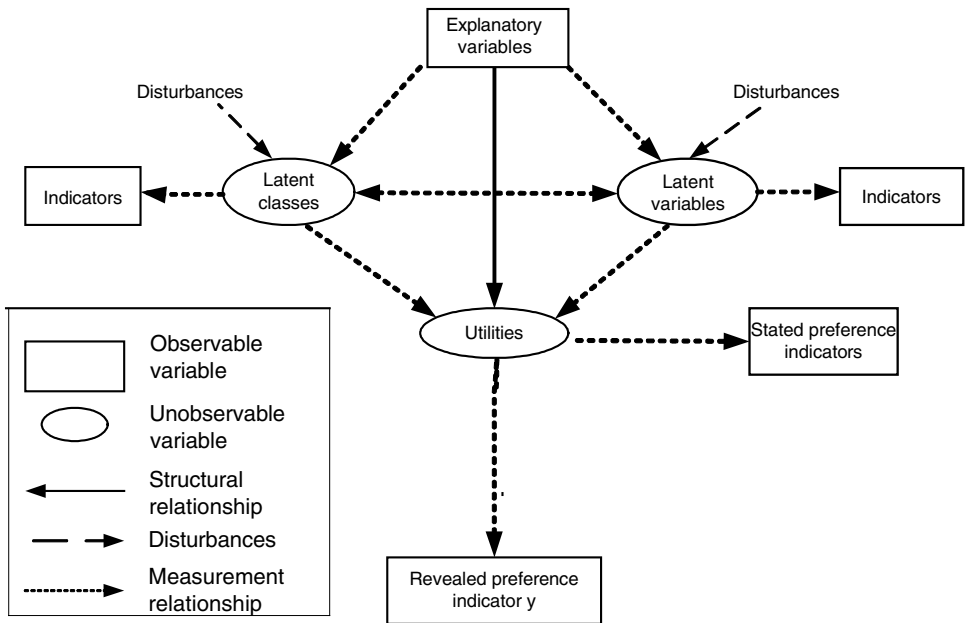 Explanatory
variables
Disturbances
Disturbances
Indicators
Latent
classes
Latent
variables
Indicators
Utilities
Stated preference
indicators
Observable
variable
Unobservable
variable
Structural
relationship
Disturbances
Measurement
relationship
Revealed preference
indicator y